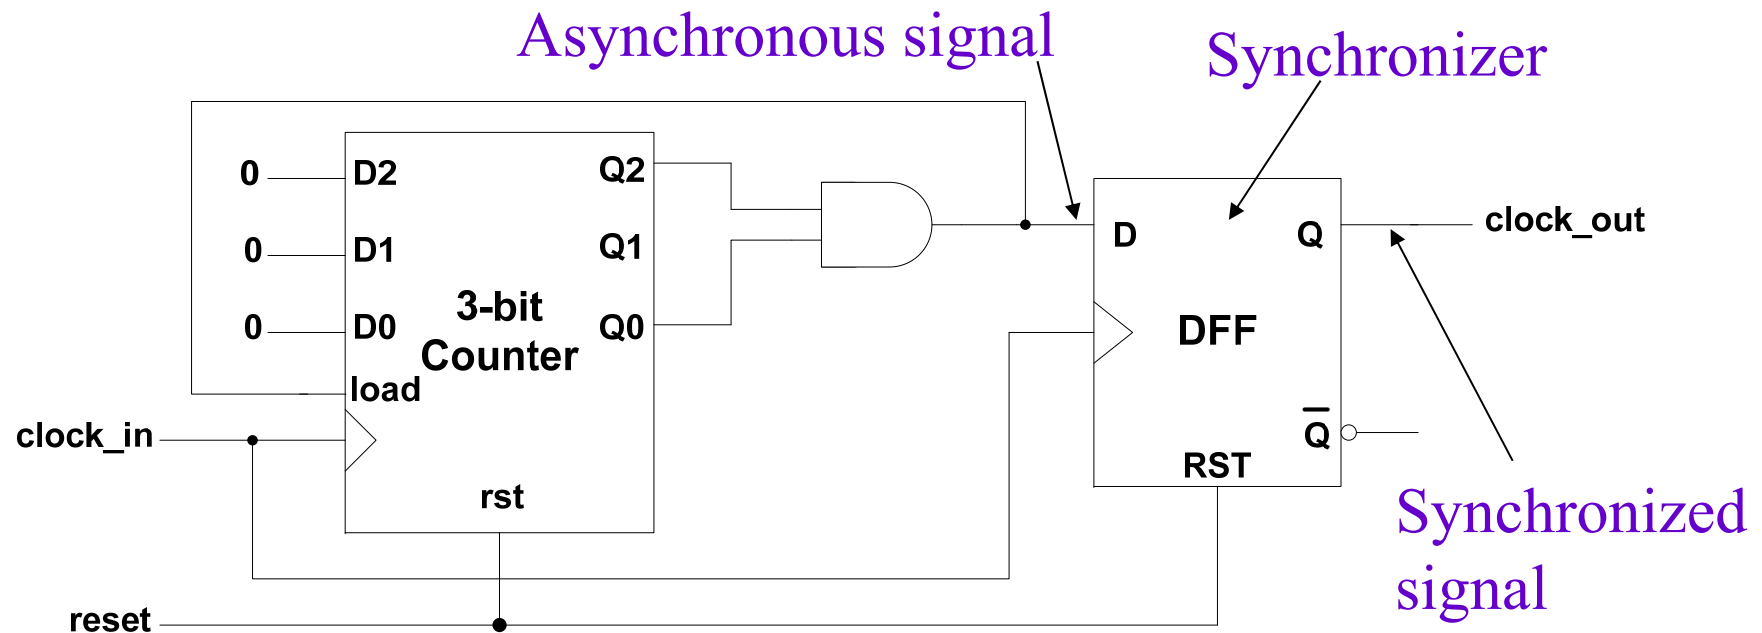 Asynchronous signal
Synchronizer
0 D2 Q2
0 D1 Q1
0 D0 Q0
3-bit
Counter
load
clock_in
rst
reset
D Q clock_out
DFF
Q
RST
Synchronized
signal